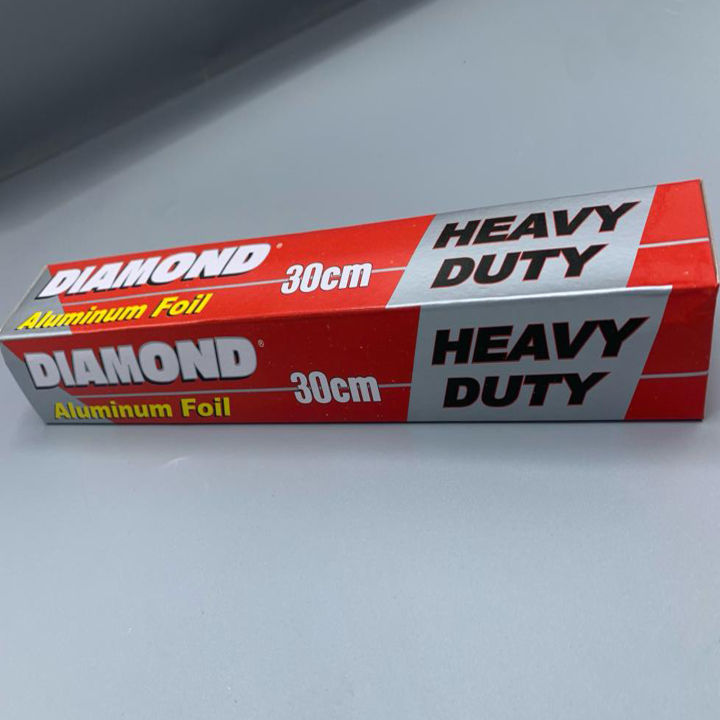 DIAMOND®
Aluminum Foil
30cm
HEAVY
DUTY
DIAMOND®
Aluminum Foil
30cm
HEAVY
DUTY